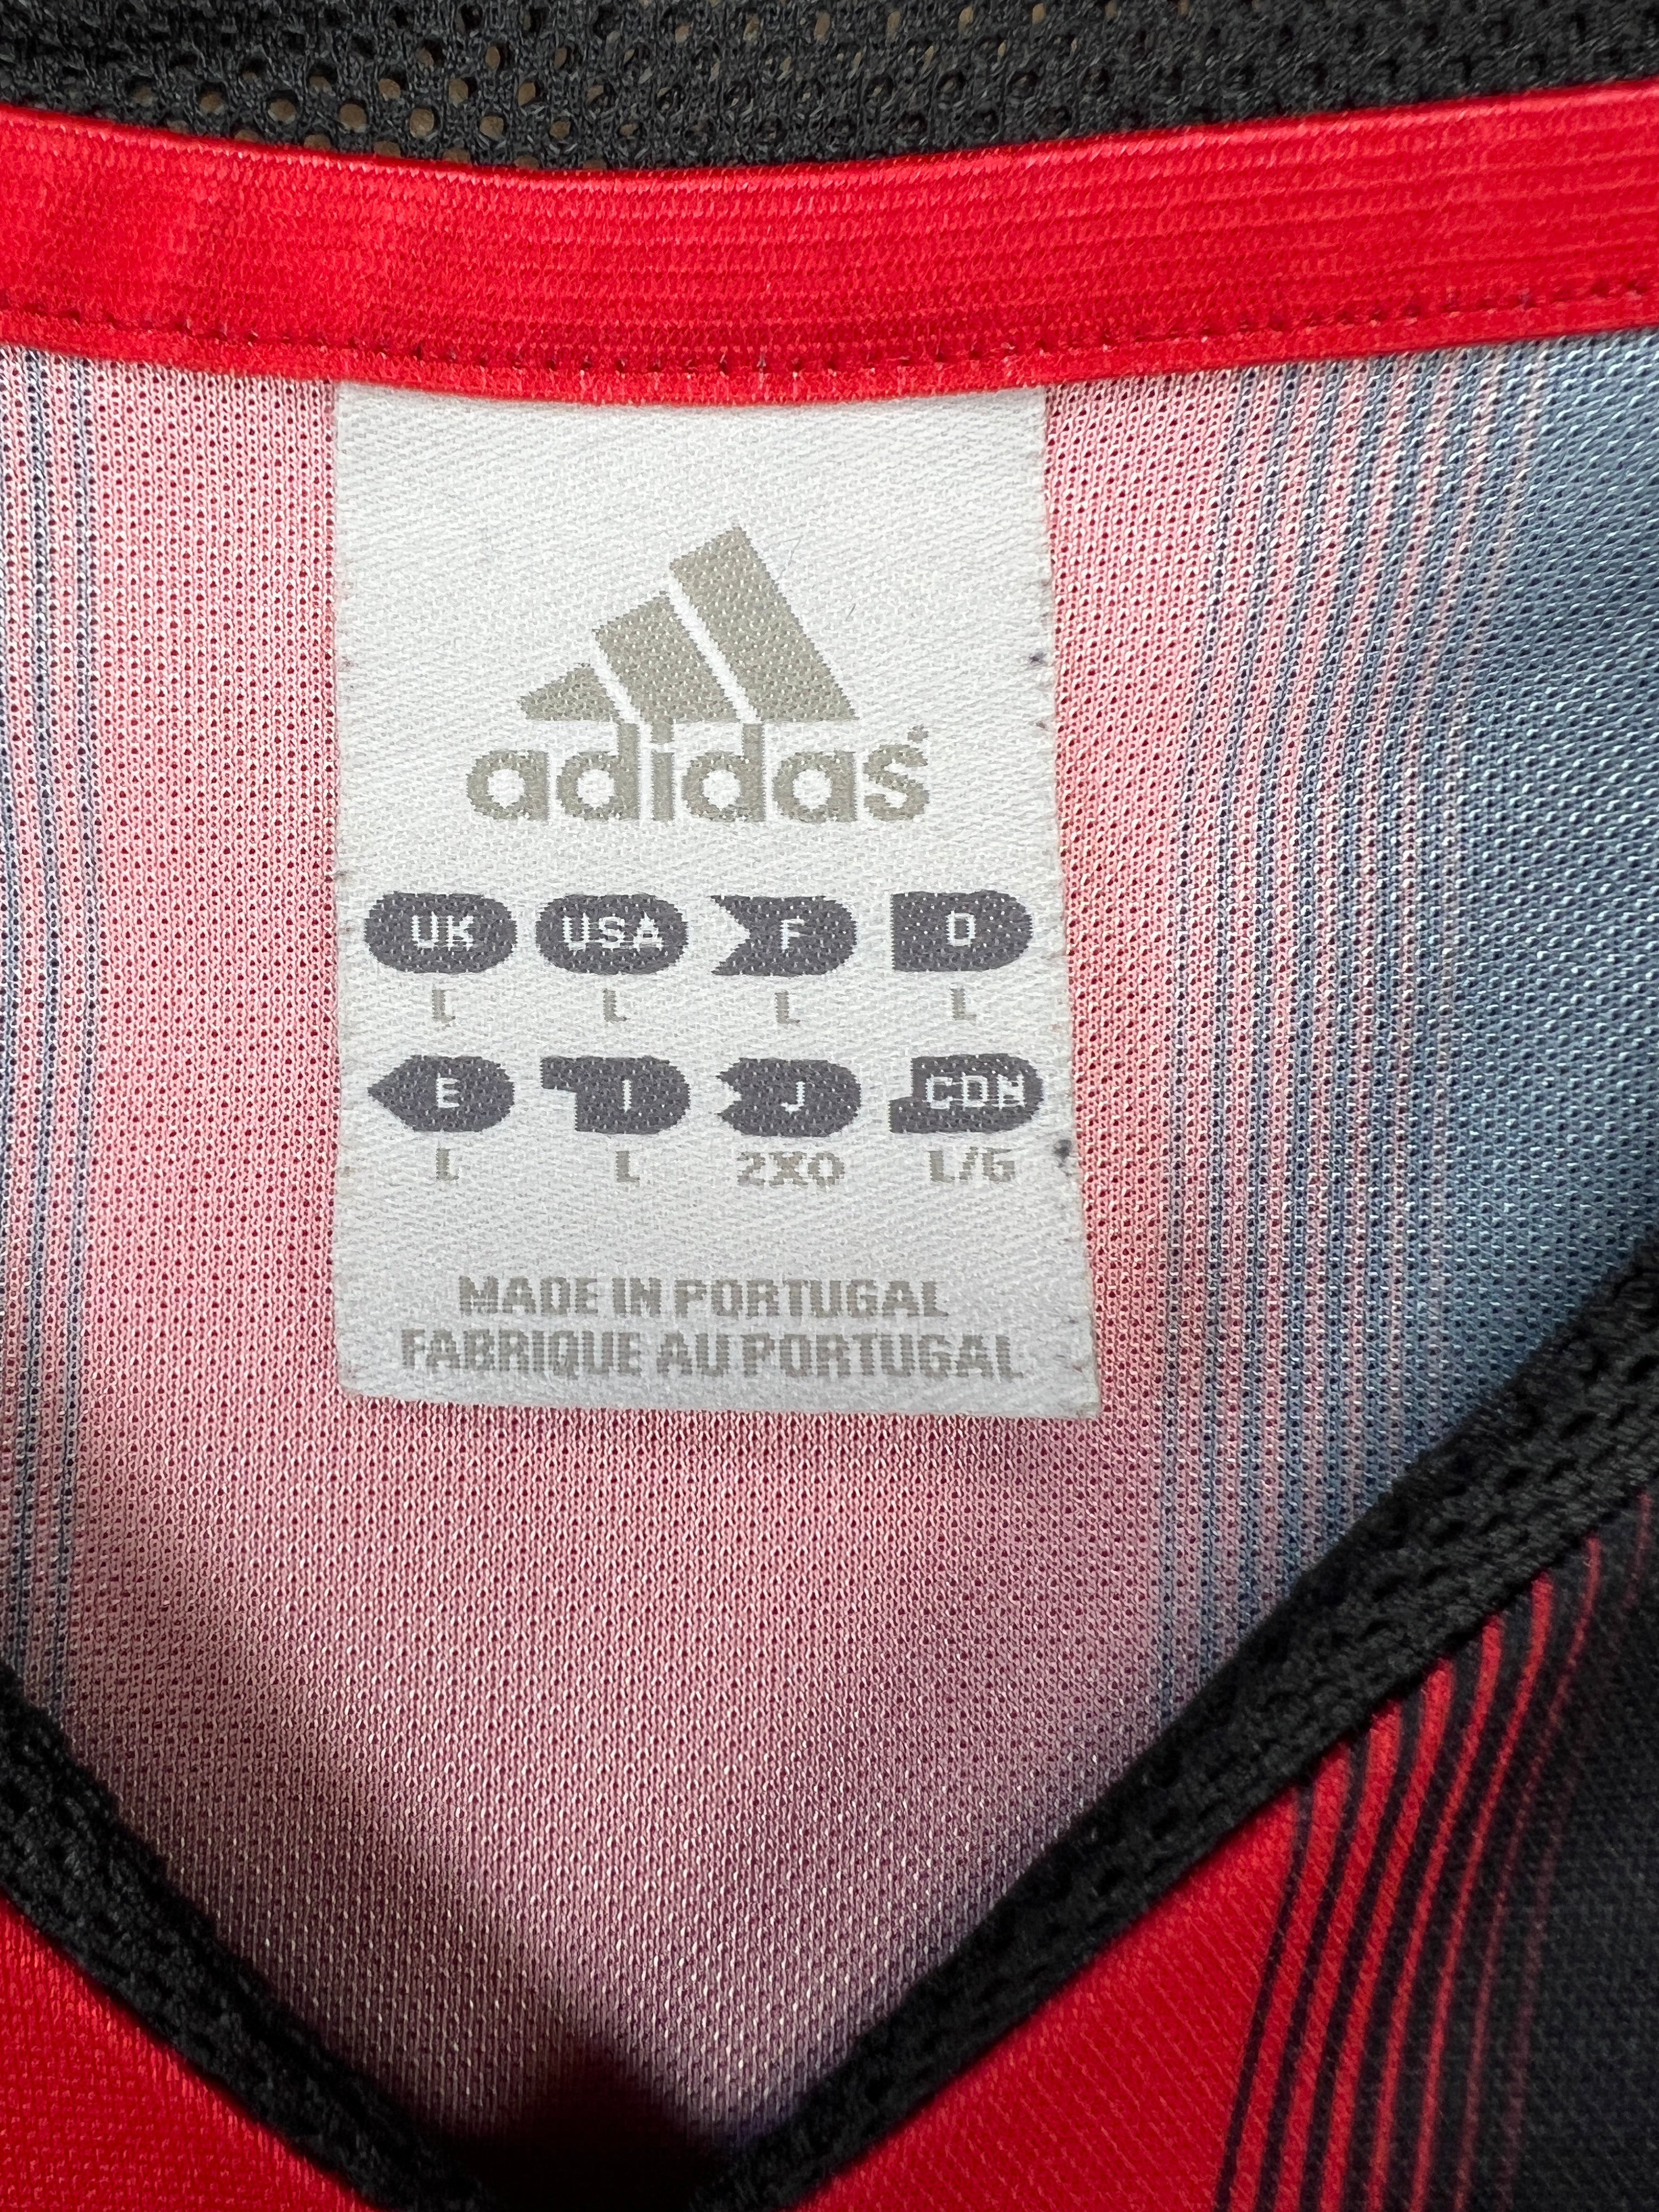 adidas
UK USA F D
L L L L
E I J CDN
L L 2XO L/G
MADE IN PORTUGAL
FABRIQUE AU PORTUGAL